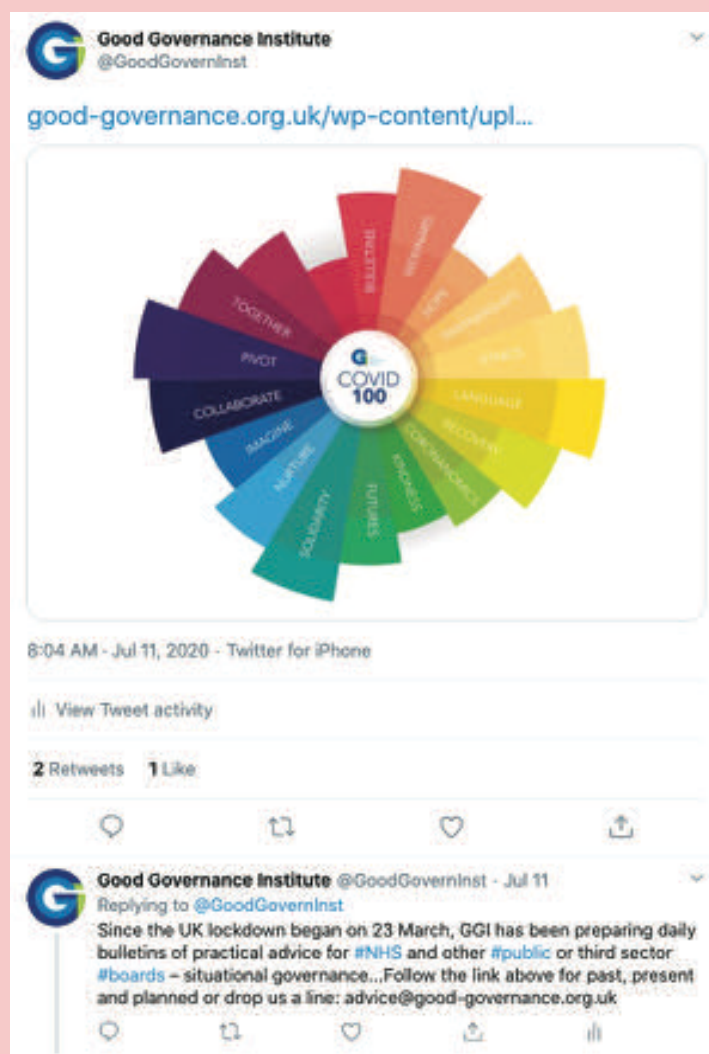 Good Governance Institute
@GoodGovernInst
good-governance.org.uk/wp-content/upl...
BULLETINS
HOPE
LANGUAGE
RECOVERY
CORONANOMICS
KINDNESS
FUTURES
SOLIDARITY
NURTURE
IMAGINE
COLLABORATE
PIVOT
TOGETHER
COVID
100
8:04 AM · Jul 11, 2020 · Twitter for iPhone
View Tweet activity
2 Retweets 1 Like
Good Governance Institute @GoodGovernInst · Jul 11
Replying to @GoodGovernInst
Since the UK lockdown began on 23 March, GGI has been preparing daily
bulletins of practical advice for #NHS and other #public or third sector
#boards – situational governance...Follow the link above for past, present
and planned or drop us a line: advice@good-governance.org.uk